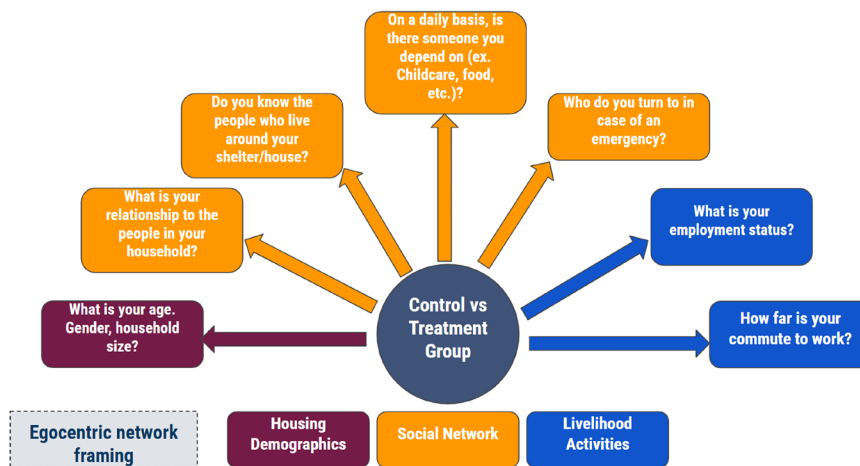 On a daily basis, is
there someone you
depend on (ex.
Childcare, food,
etc.)?
Do you know the
people who live
around your
shelter/house?
Who do you turn to in
case of an
emergency?
What is your
relationship to the
people in your
household?
What is your
employment status?
Control vs
Treatment
Group
What is your age.
Gender, household
size?
How far is your
commute to work?
Egocentric network
framing
Housing
Demographics
Social Network
Livelihood
Activities